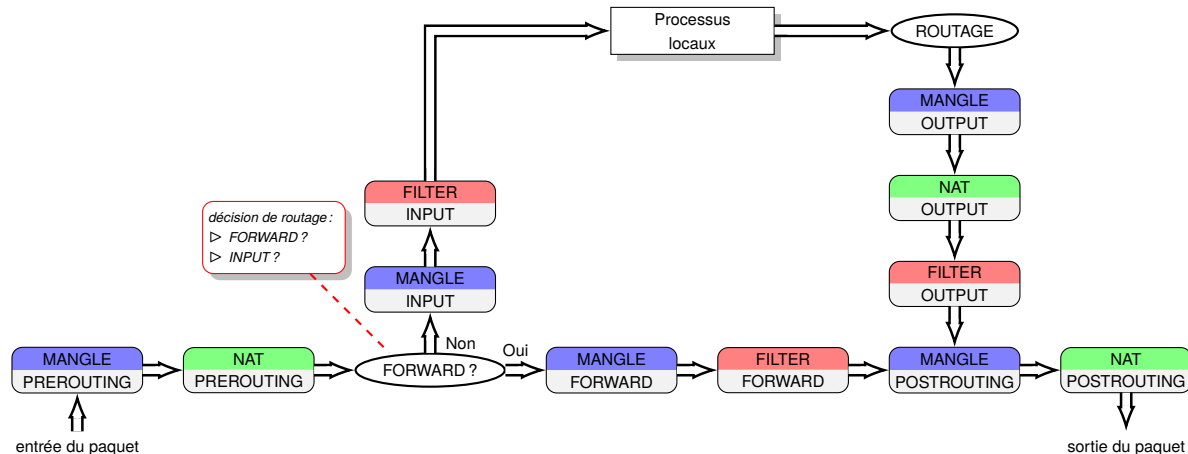 Processus
locaux
ROUTAGE
MANGLE
OUTPUT
NAT
OUTPUT
FILTER
OUTPUT
FILTER
INPUT
MANGLE
INPUT
décision de routage :
▷ FORWARD ?
▷ INPUT ?
Non
Oui
MANGLE
PREROUTING
NAT
PREROUTING
FORWARD ?
MANGLE
FORWARD
FILTER
FORWARD
MANGLE
POSTROUTING
NAT
POSTROUTING
entrée du paquet
sortie du paquet